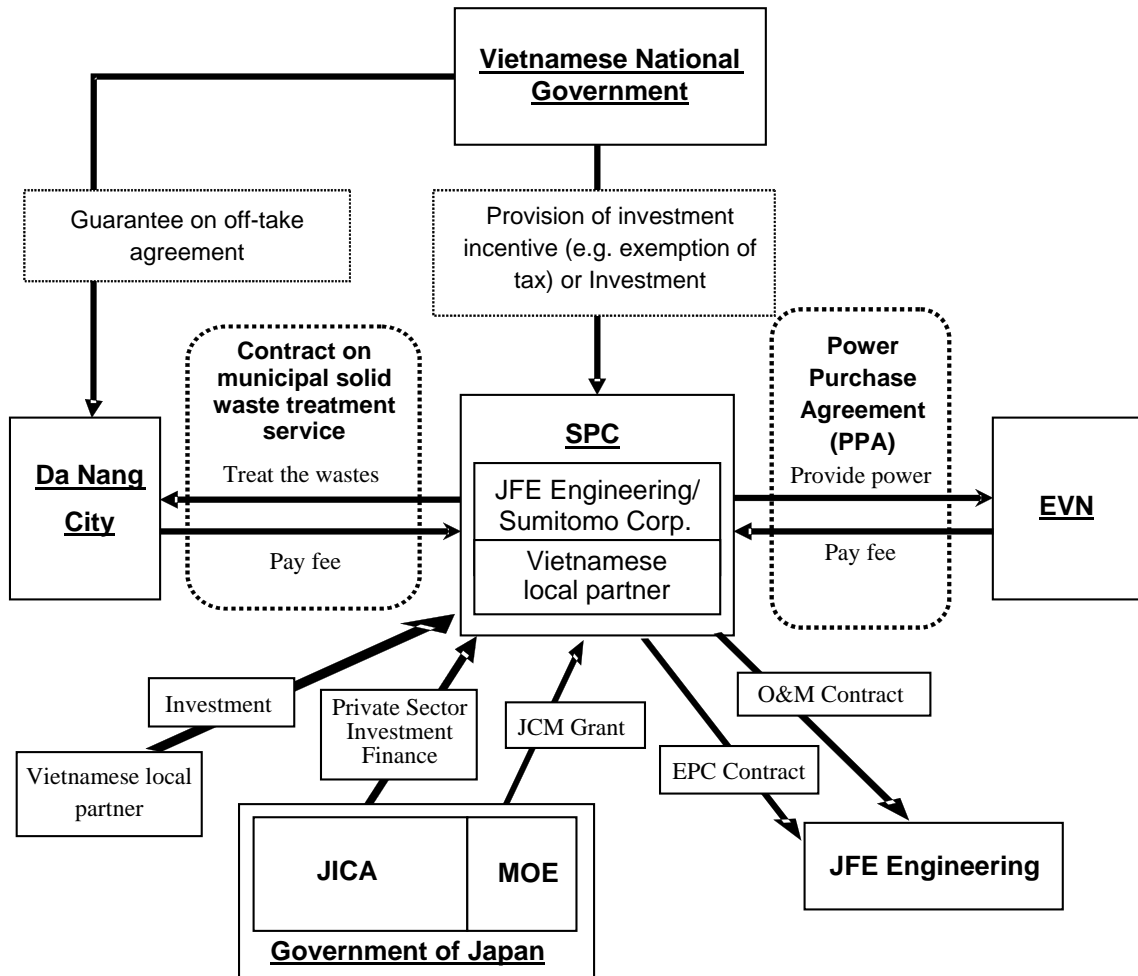 Vietnamese National
Government
Guarantee on off-take
agreement
Provision of investment
incentive (e.g. exemption of
tax) or Investment
Contract on
municipal solid
waste treatment
service
Power
Purchase
Agreement
(PPA)
Da Nang
City
Treat the wastes
Pay fee
SPC
JFE Engineering/
Sumitomo Corp.
Vietnamese
local partner
Provide power
Pay fee
EVN
Investment
Vietnamese local
partner
Private Sector
Investment
Finance
JCM Grant
O&M Contract
EPC Contract
JICA
MOE
Government of Japan
JFE Engineering